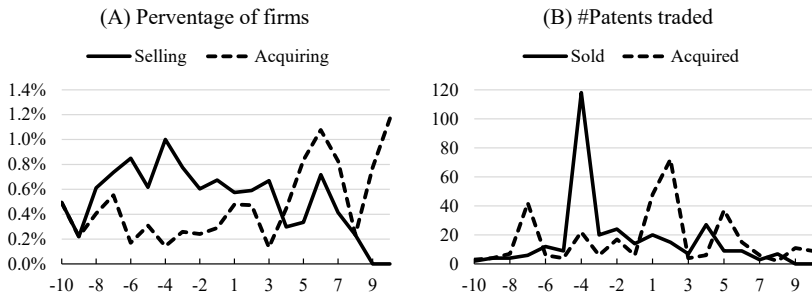 (A) Perventage of firms
Selling Acquiring
1.4%
1.2%
1.0%
0.8%
0.6%
0.4%
0.2%
0.0%
-10 -8 -6 -4 -2 1 3 5 7 9
(B) #Patents traded
Sold Acquired
120
100
80
60
40
20
0
-10 -8 -6 -4 -2 1 3 5 7 9